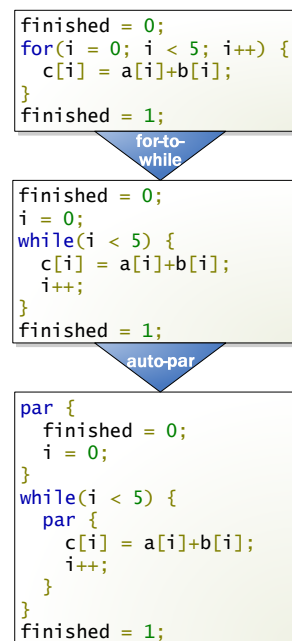 finished = 0;
for(i = 0; i < 5; i++) {
  c[i] = a[i]+b[i];
}
finished = 1;
for-to-
while
finished = 0;
i = 0;
while(i < 5) {
  c[i] = a[i]+b[i];
  i++;
}
finished = 1;
auto-par
par {
  finished = 0;
  i = 0;
}
while(i < 5) {
  par {
    c[i] = a[i]+b[i];
    i++;
  }
}
finished = 1;